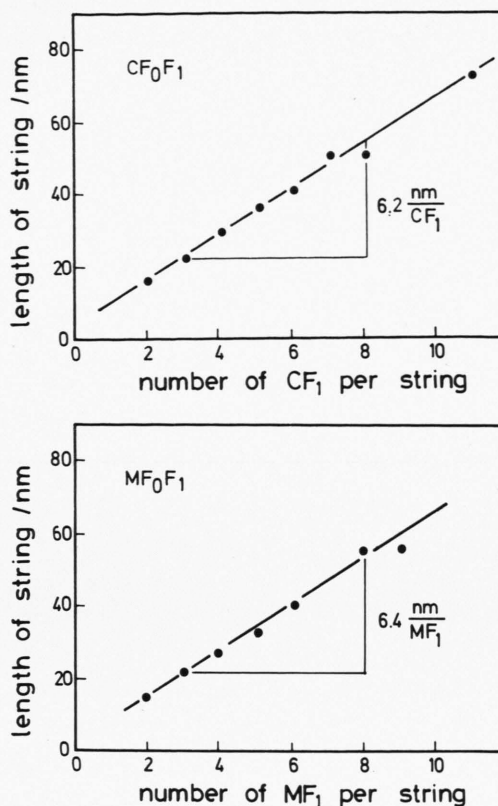 length of string /nm
80
60
40
20
0
CF₀F₁
6.2 nm/CF₁
0 2 4 6 8 10
number of CF₁ per string
length of string /nm
80
60
40
20
0
MF₀F₁
6.4 nm/MF₁
0 2 4 6 8 10
number of MF₁ per string